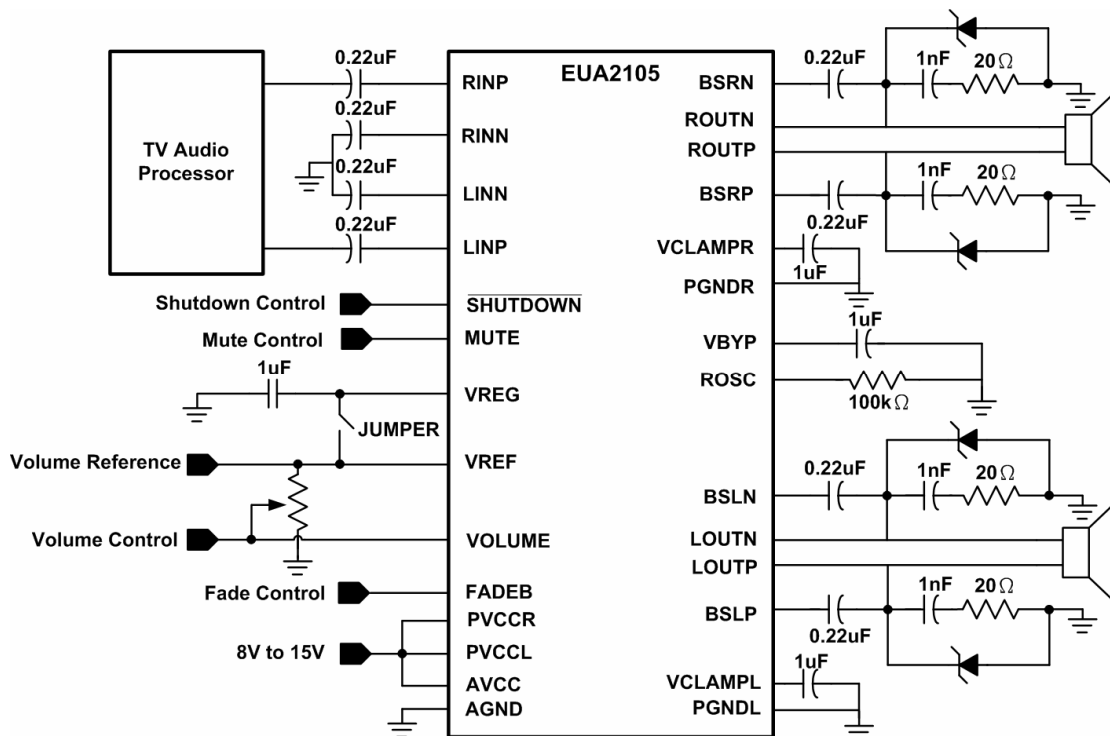 EUA2105
TV Audio
Processor
0.22uF
0.22uF
0.22uF
0.22uF
RINP
RINN
LINN
LINP
Shutdown Control
SHUTDOWN
Mute Control
MUTE
1uF
VREG
JUMPER
Volume Reference
VREF
Volume Control
VOLUME
Fade Control
FADEB
PVCCR
8V to 15V
PVCCL
AVCC
AGND
BSRN
0.22uF
1nF
20Ω
ROUTN
ROUTP
BSRP
1nF
20Ω
0.22uF
VCLAMPR
1uF
PGNDR
1uF
VBYP
ROSC
100kΩ
0.22uF
1nF
20Ω
BSLN
LOUTN
LOUTP
1nF
20Ω
BSLP
0.22uF
1uF
VCLAMPL
PGNDL